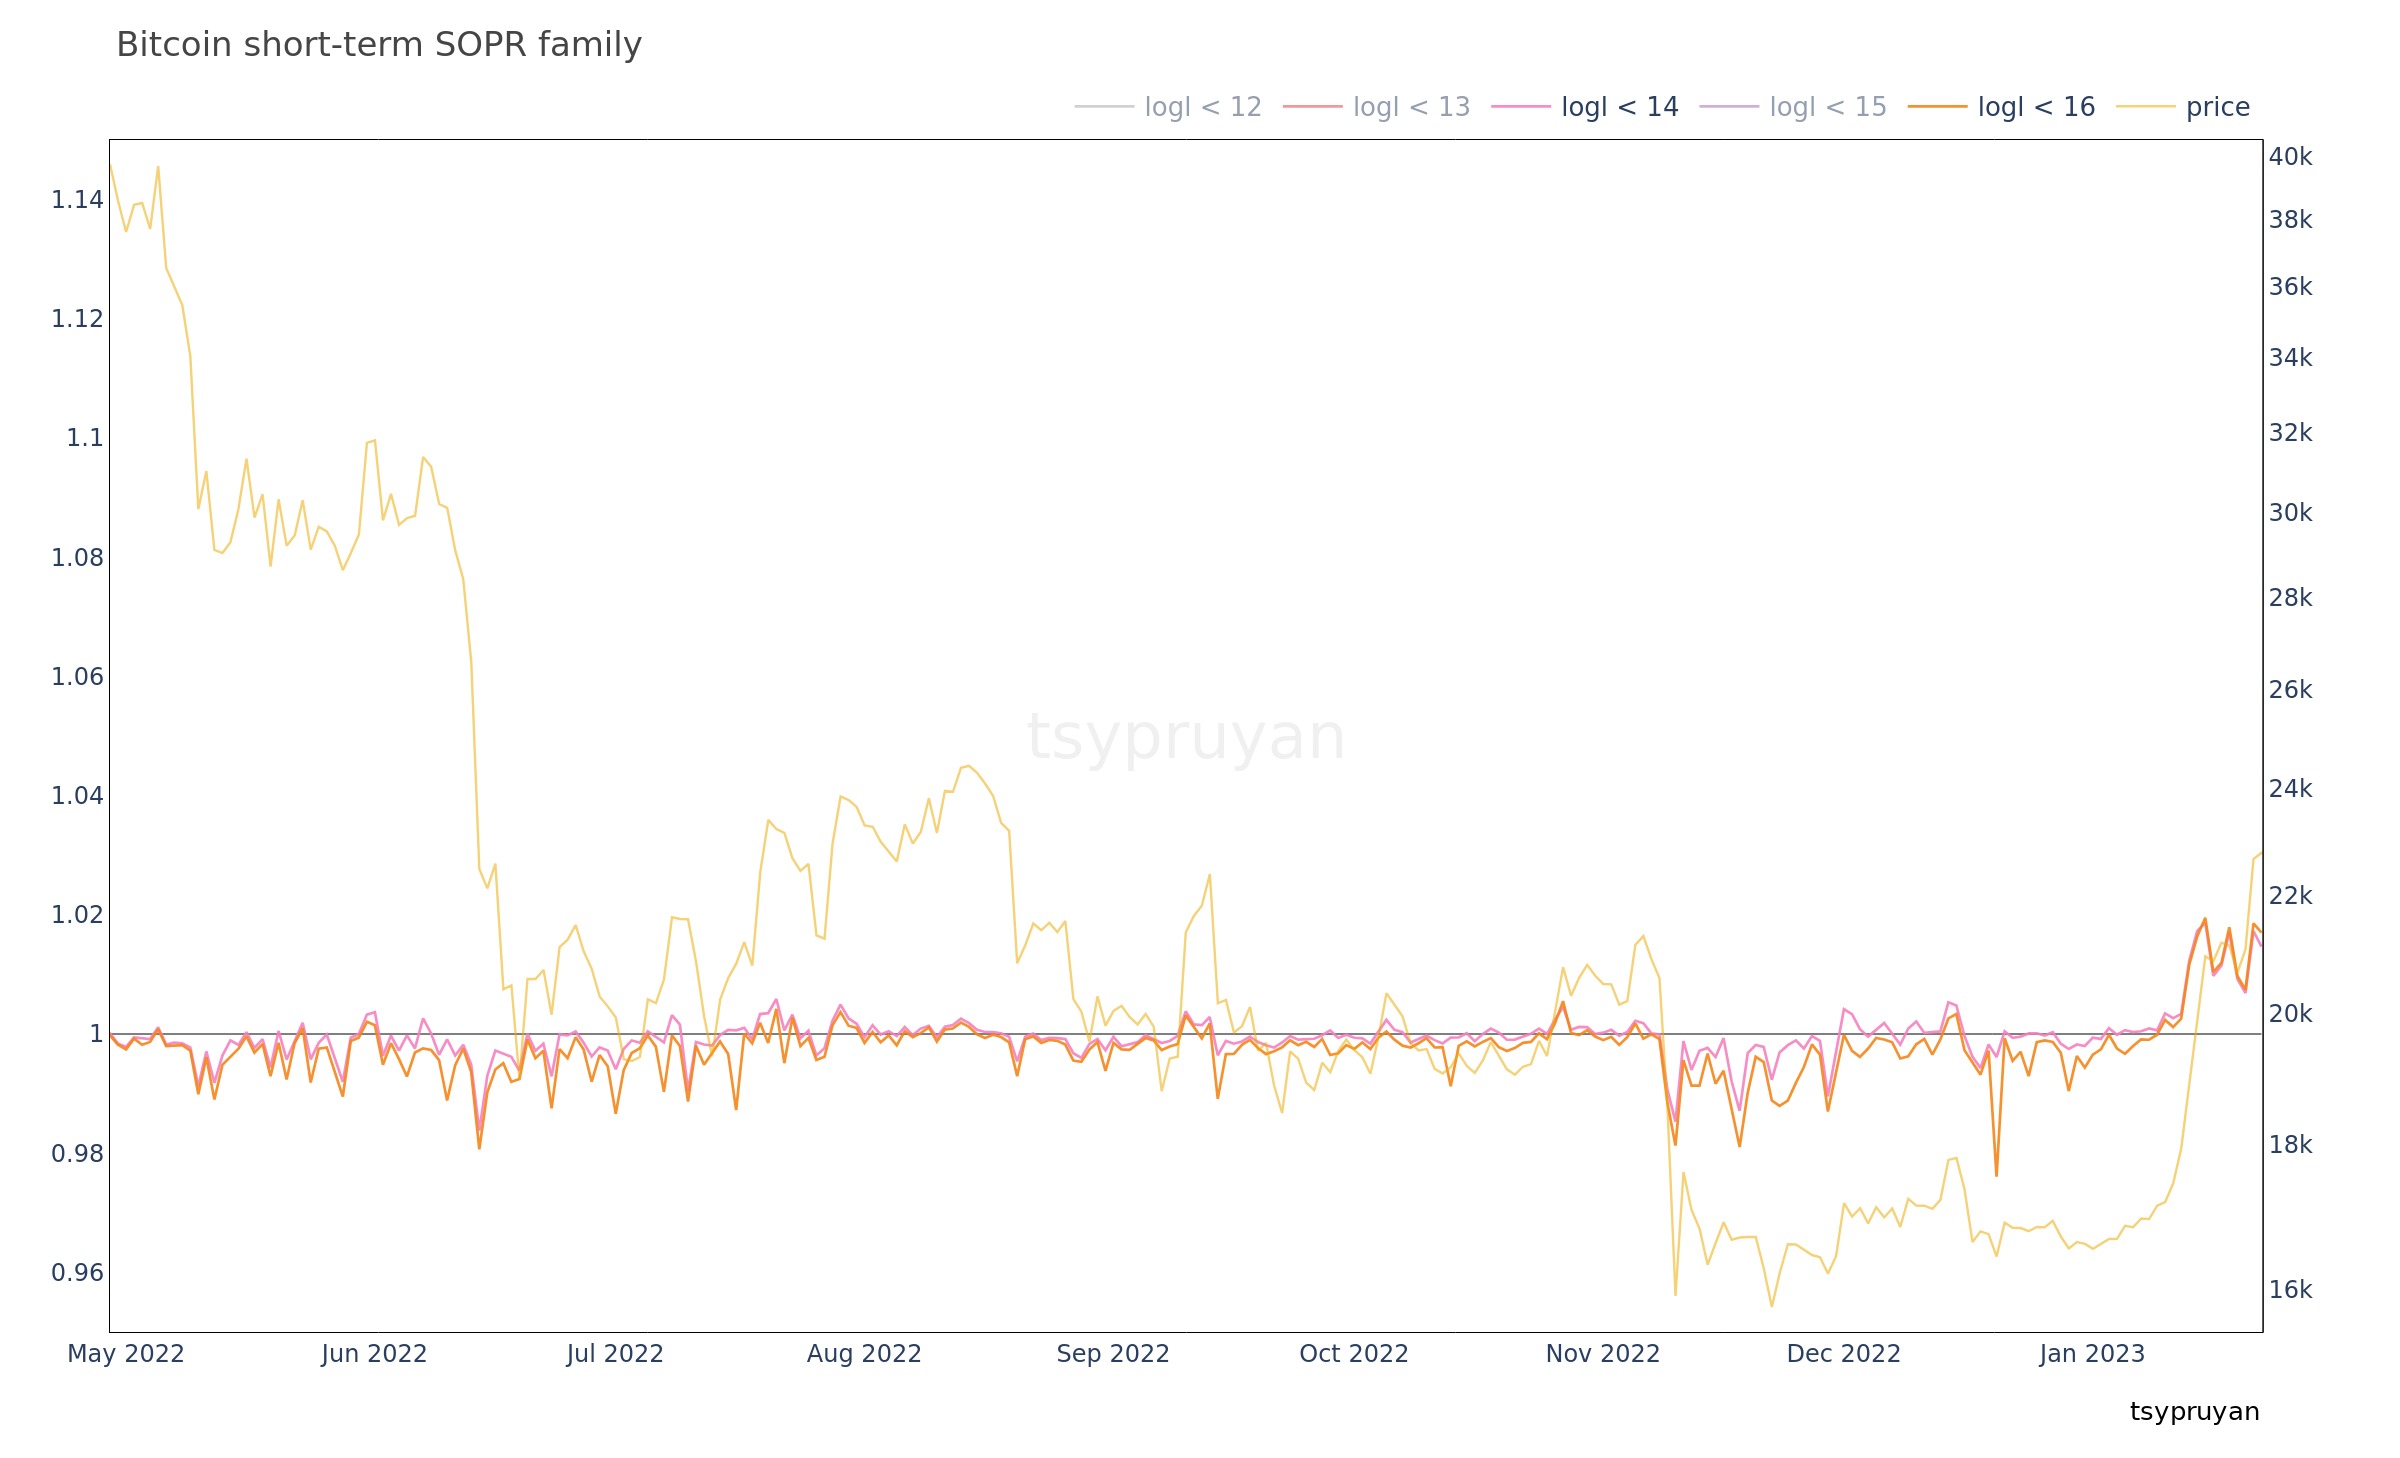 Bitcoin short-term SOPR family
logl < 12 logl < 13 logl < 14 logl < 15 logl < 16 price
1.14
1.12
1.1
1.08
1.06
1.04
1.02
1
0.98
0.96
40k
38k
36k
34k
32k
30k
28k
26k
24k
22k
20k
18k
16k
tsypruyan
May 2022 Jun 2022 Jul 2022 Aug 2022 Sep 2022 Oct 2022 Nov 2022 Dec 2022 Jan 2023
tsypruyan